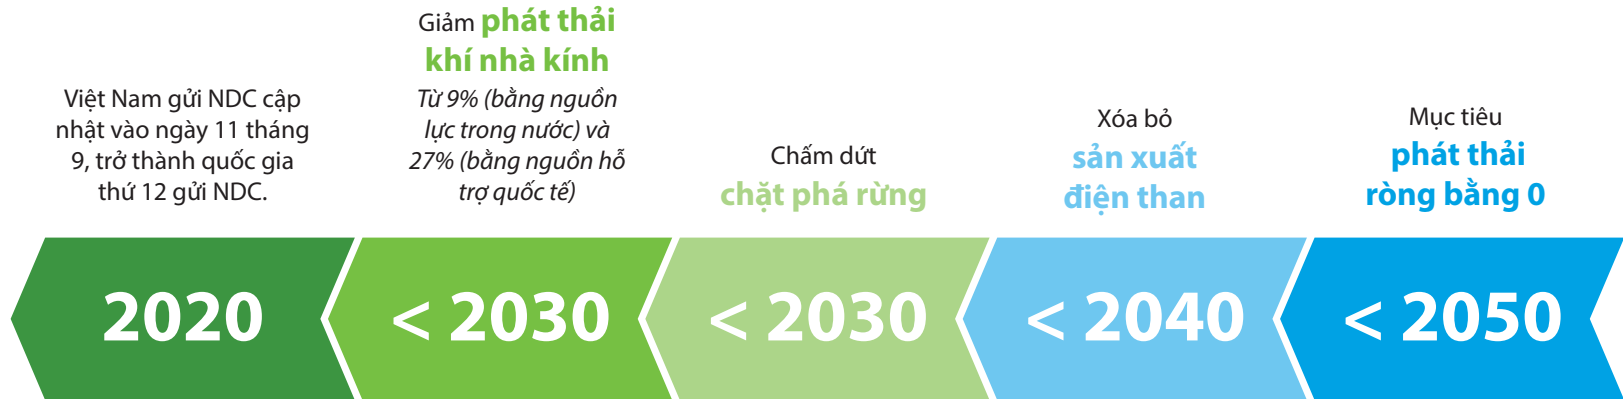 Việt Nam gửi NDC cập
nhật vào ngày 11 tháng
9, trở thành quốc gia
thứ 12 gửi NDC.
2020
Giảm phát thải
khí nhà kính
Từ 9% (bằng nguồn
lực trong nước) và
27% (bằng nguồn hỗ
trợ quốc tế)
< 2030
Chấm dứt
chặt phá rừng
< 2030
Xóa bỏ
sản xuất
điện than
< 2040
Mục tiêu
phát thải
ròng bằng 0
< 2050